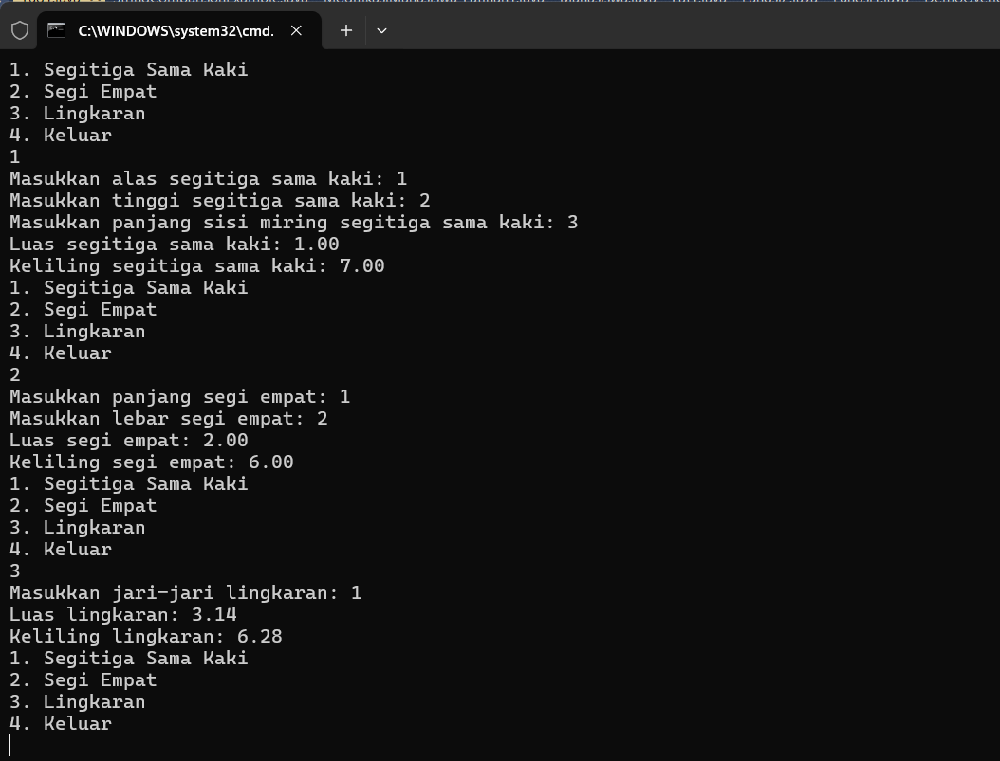 C:\WINDOWS\system32\cmd.
1. Segitiga Sama Kaki
2. Segi Empat
3. Lingkaran
4. Keluar
1
Masukkan alas segitiga sama kaki: 1
Masukkan tinggi segitiga sama kaki: 2
Masukkan panjang sisi miring segitiga sama kaki: 3
Luas segitiga sama kaki: 1.00
Keliling segitiga sama kaki: 7.00
1. Segitiga Sama Kaki
2. Segi Empat
3. Lingkaran
4. Keluar
2
Masukkan panjang segi empat: 1
Masukkan lebar segi empat: 2
Luas segi empat: 2.00
Keliling segi empat: 6.00
1. Segitiga Sama Kaki
2. Segi Empat
3. Lingkaran
4. Keluar
3
Masukkan jari-jari lingkaran: 1
Luas lingkaran: 3.14
Keliling lingkaran: 6.28
1. Segitiga Sama Kaki
2. Segi Empat
3. Lingkaran
4. Keluar